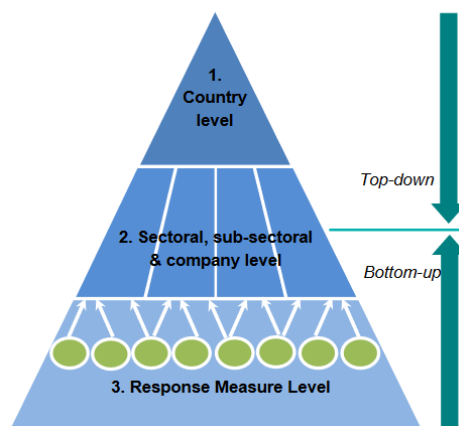 1.
Country
level
Top-down
2. Sectoral, sub-sectoral
& company level
Bottom-up
3. Response Measure Level